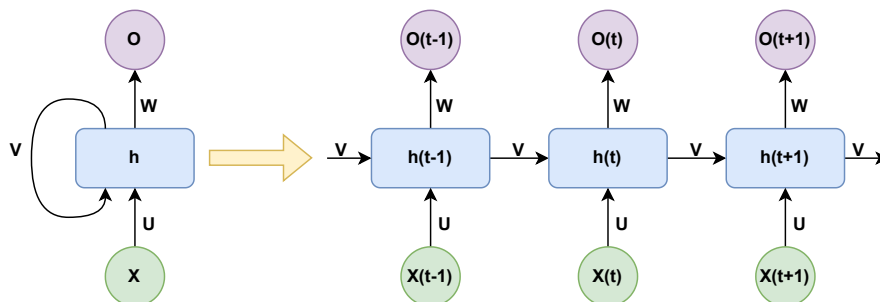 O
O(t-1)
O(t)
O(t+1)
W
W
W
W
V
h
V
h(t-1)
V
h(t)
V
h(t+1)
V
U
U
U
U
X
X(t-1)
X(t)
X(t+1)